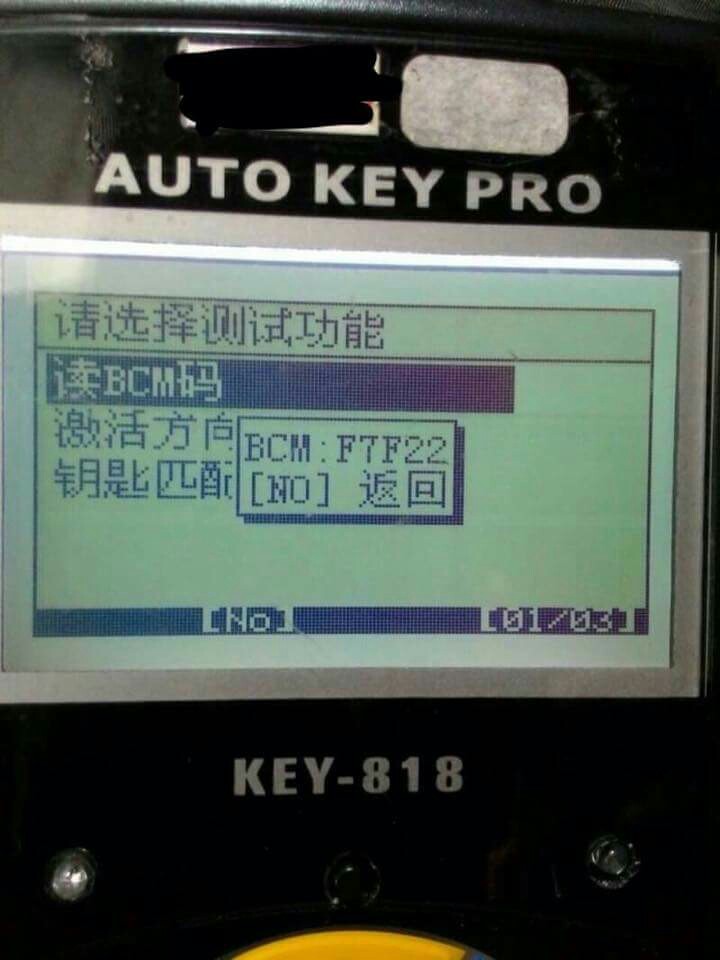 AUTO KEY PRO
请选择测试功能
读BCM码
激活方向
BCM:F7F22
钥匙匹配
[NO] 返回
[No] [01/03]
KEY-818